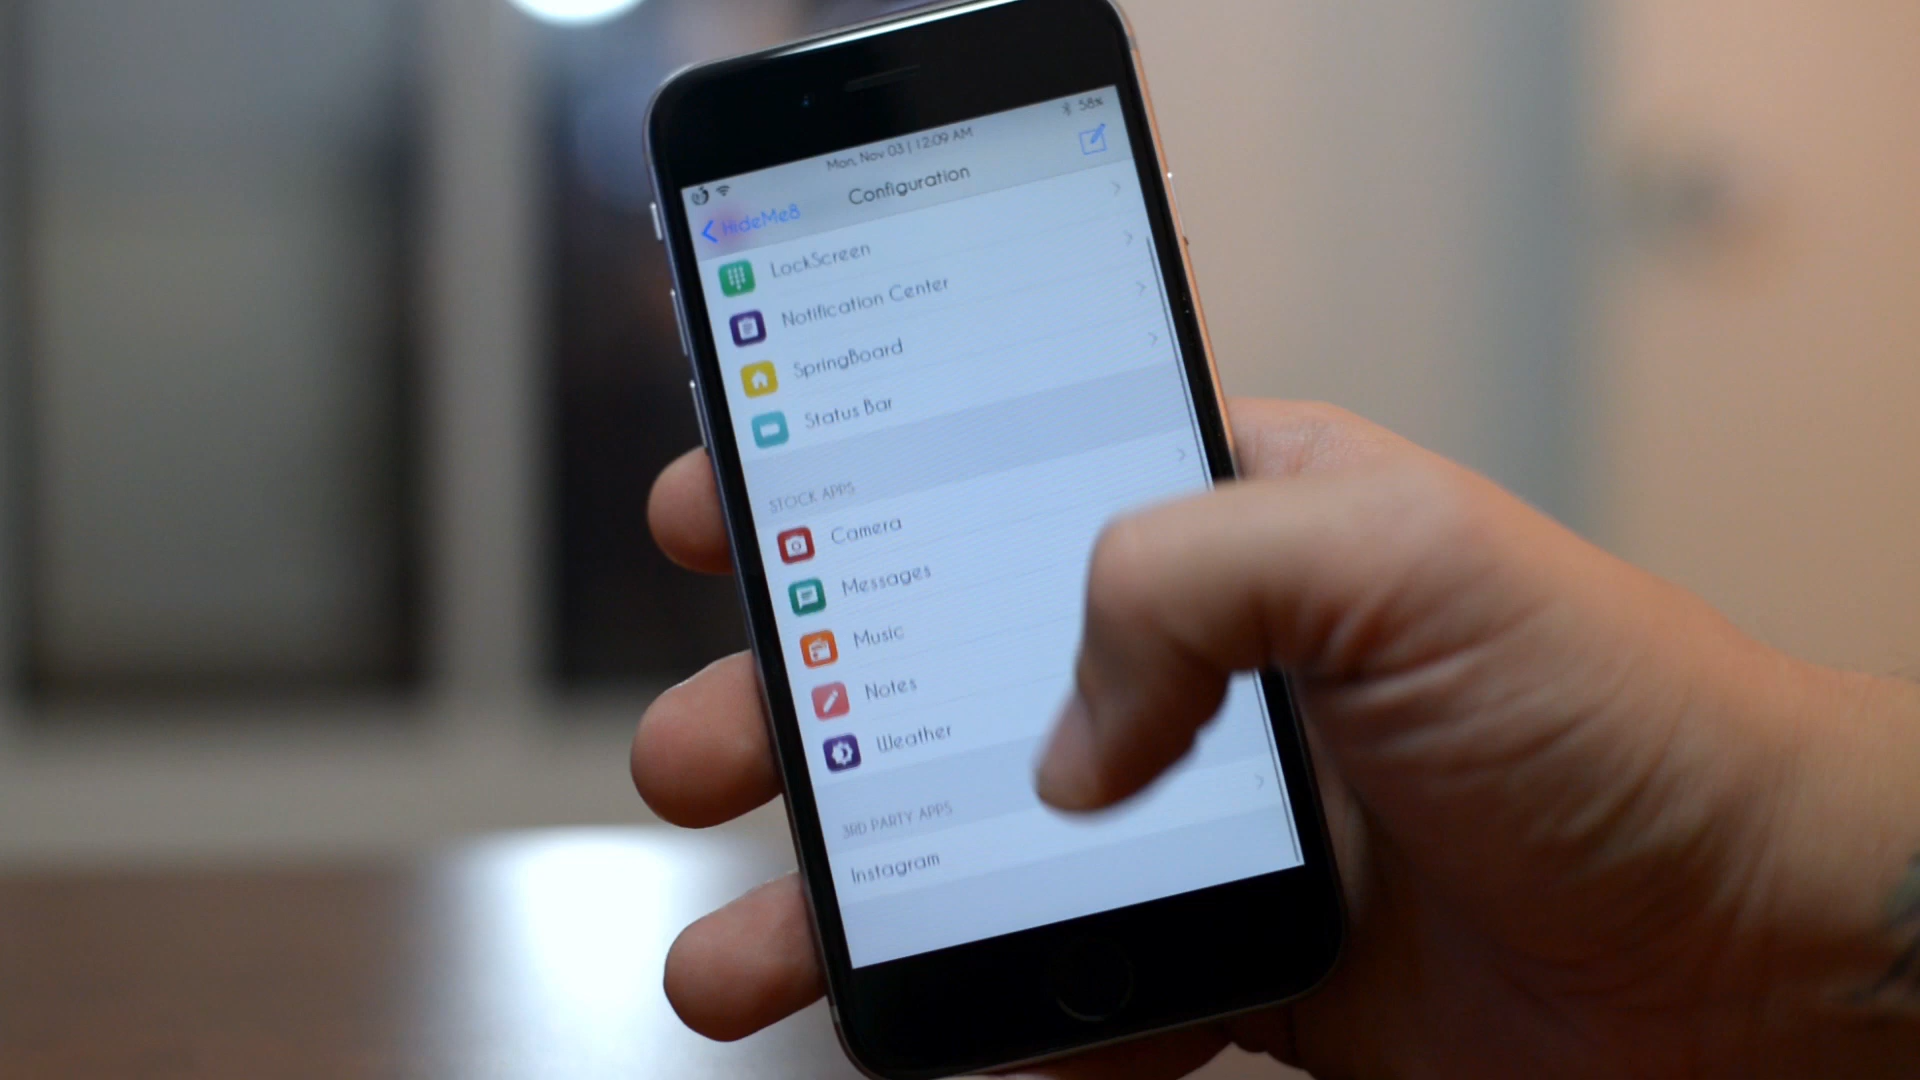 58%
Mon, Nov 03 | 12:09 AM
HideMe8
Configuration
LockScreen
Notification Center
SpringBoard
Status Bar
STOCK APPS
Camera
Messages
Music
Notes
Weather
3RD PARTY APPS
Instagram